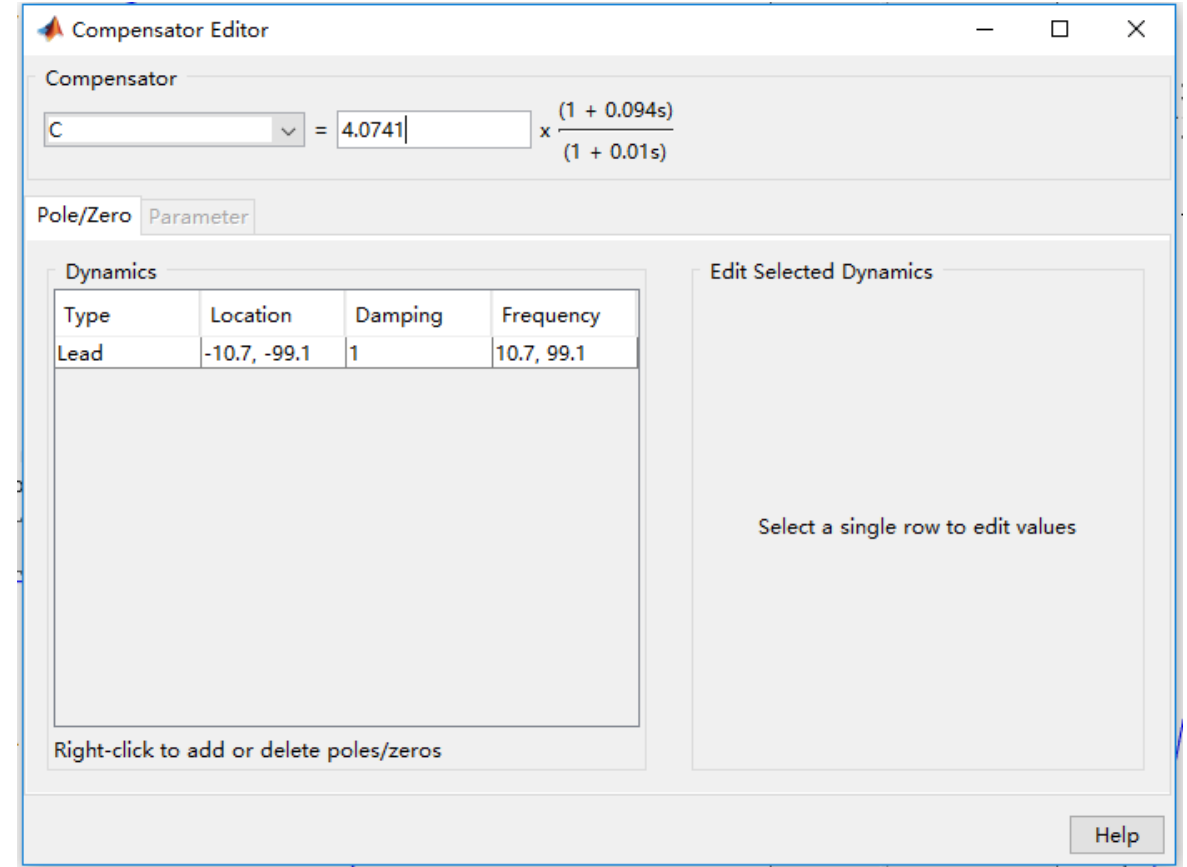 Compensator Editor
Compensator
C = 4.0741 x (1 + 0.094s)
(1 + 0.01s)
Pole/Zero Parameter
Dynamics
Edit Selected Dynamics
Type Location Damping Frequency
Lead -10.7, -99.1 1 10.7, 99.1
Select a single row to edit values
Right-click to add or delete poles/zeros
Help